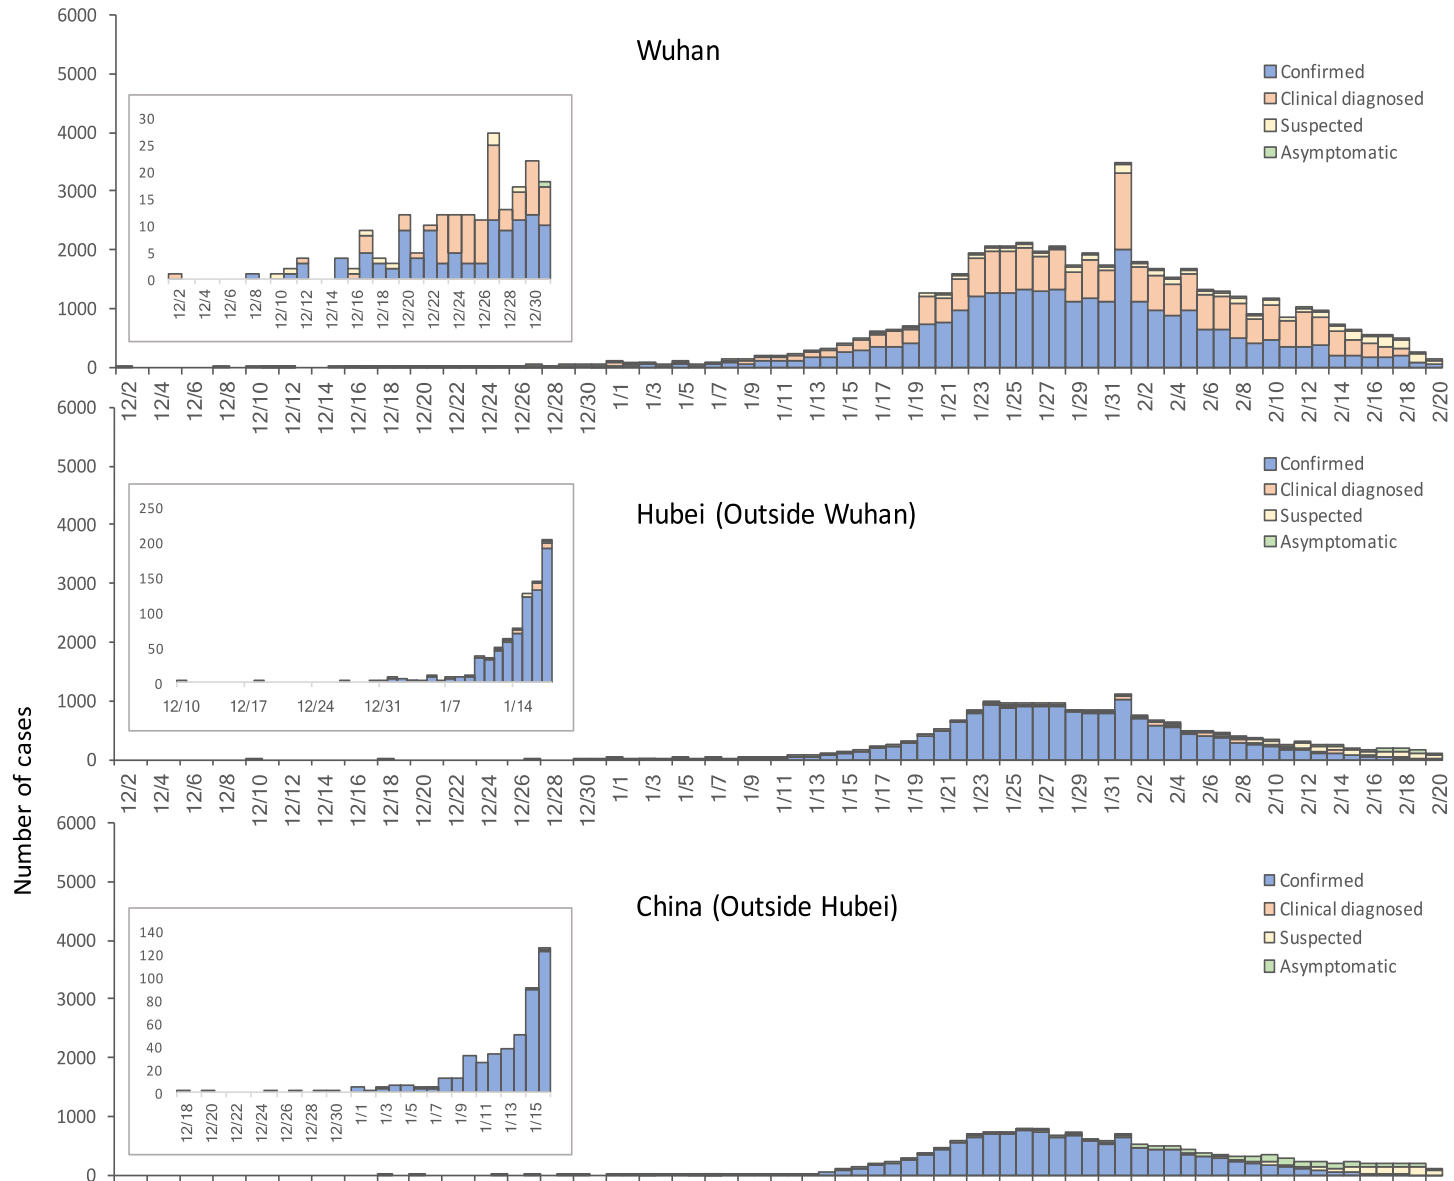 Number of cases
Wuhan
6000
5000
4000
3000
2000
1000
0
Confirmed
Clinical diagnosed
Suspected
Asymptomatic
30
25
20
15
10
5
0
12/2 12/4 12/6 12/8 12/10 12/12 12/14 12/16 12/18 12/20 12/22 12/24 12/26 12/28 12/30
12/2 12/4 12/6 12/8 12/10 12/12 12/14 12/16 12/18 12/20 12/22 12/24 12/26 12/28 12/30 1/1 1/3 1/5 1/7 1/9 1/11 1/13 1/15 1/17 1/19 1/21 1/23 1/25 1/27 1/29 1/31 2/2 2/4 2/6 2/8 2/10 2/12 2/14 2/16 2/18 2/20
Hubei (Outside Wuhan)
6000
5000
4000
3000
2000
1000
0
Confirmed
Clinical diagnosed
Suspected
Asymptomatic
250
200
150
100
50
0
12/10 12/17 12/24 12/31 1/7 1/14
12/2 12/4 12/6 12/8 12/10 12/12 12/14 12/16 12/18 12/20 12/22 12/24 12/26 12/28 12/30 1/1 1/3 1/5 1/7 1/9 1/11 1/13 1/15 1/17 1/19 1/21 1/23 1/25 1/27 1/29 1/31 2/2 2/4 2/6 2/8 2/10 2/12 2/14 2/16 2/18 2/20
China (Outside Hubei)
6000
5000
4000
3000
2000
1000
0
Confirmed
Clinical diagnosed
Suspected
Asymptomatic
140
120
100
80
60
40
20
0
12/18 12/20 12/22 12/24 12/26 12/28 12/30 1/1 1/3 1/5 1/7 1/9 1/11 1/13 1/15